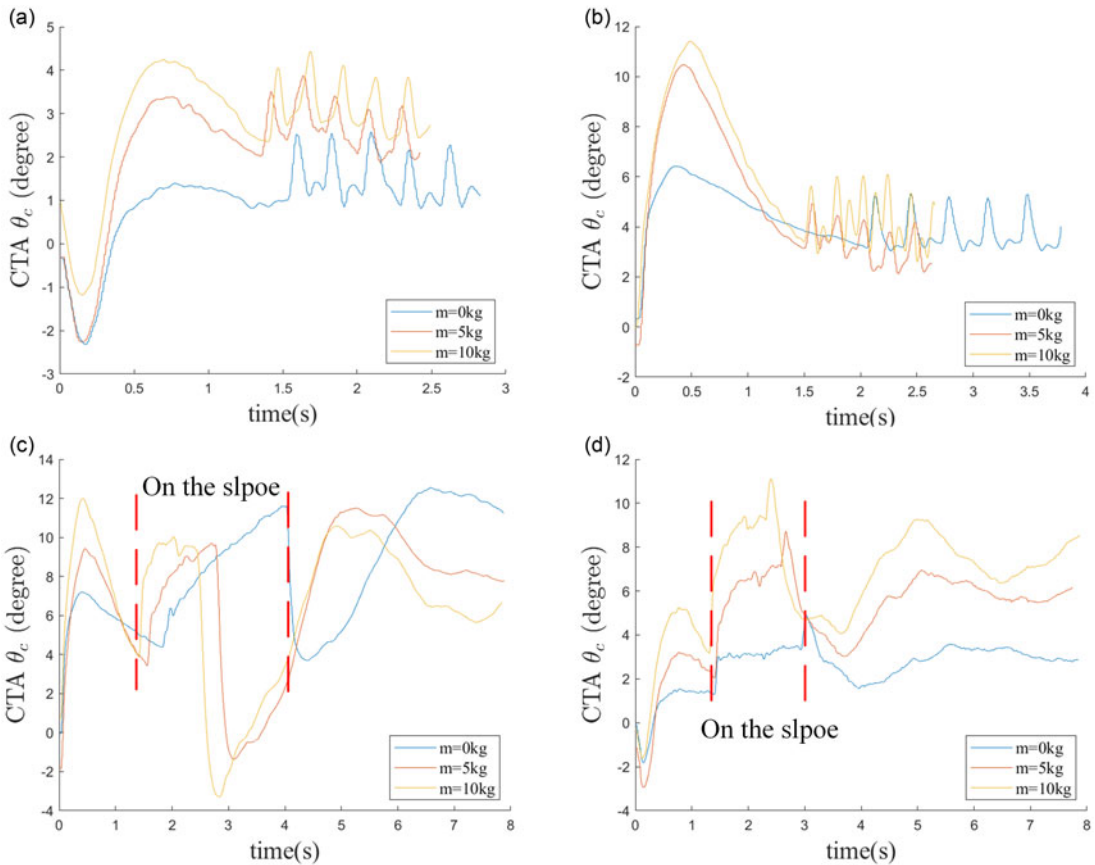 (a)
5
4
3
2
1
0
-1
-2
-3
CTA θc (degree)
0
0.5
1
1.5
2
2.5
3
time(s)
m=0kg
m=5kg
m=10kg
(b)
12
10
8
6
4
2
0
-2
CTA θc (degree)
0
0.5
1
1.5
2
2.5
3
3.5
4
time(s)
m=0kg
m=5kg
m=10kg
(c)
14
12
10
8
6
4
2
0
-2
-4
CTA θc (degree)
On the slpoe
0
1
2
3
4
5
6
7
8
time(s)
m=0kg
m=5kg
m=10kg
(d)
12
10
8
6
4
2
0
-2
-4
CTA θc (degree)
On the slpoe
0
1
2
3
4
5
6
7
8
time(s)
m=0kg
m=5kg
m=10kg